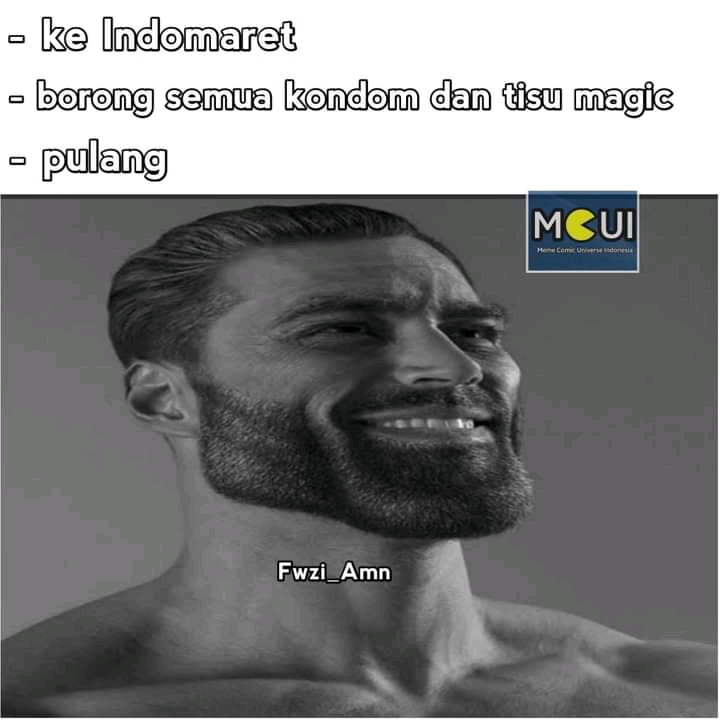 - ke Indomaret
- borong semua kondom dan tisu magic
- pulang
MCUI
Meme Comic Universe Indonesia
Fwzi_Amn